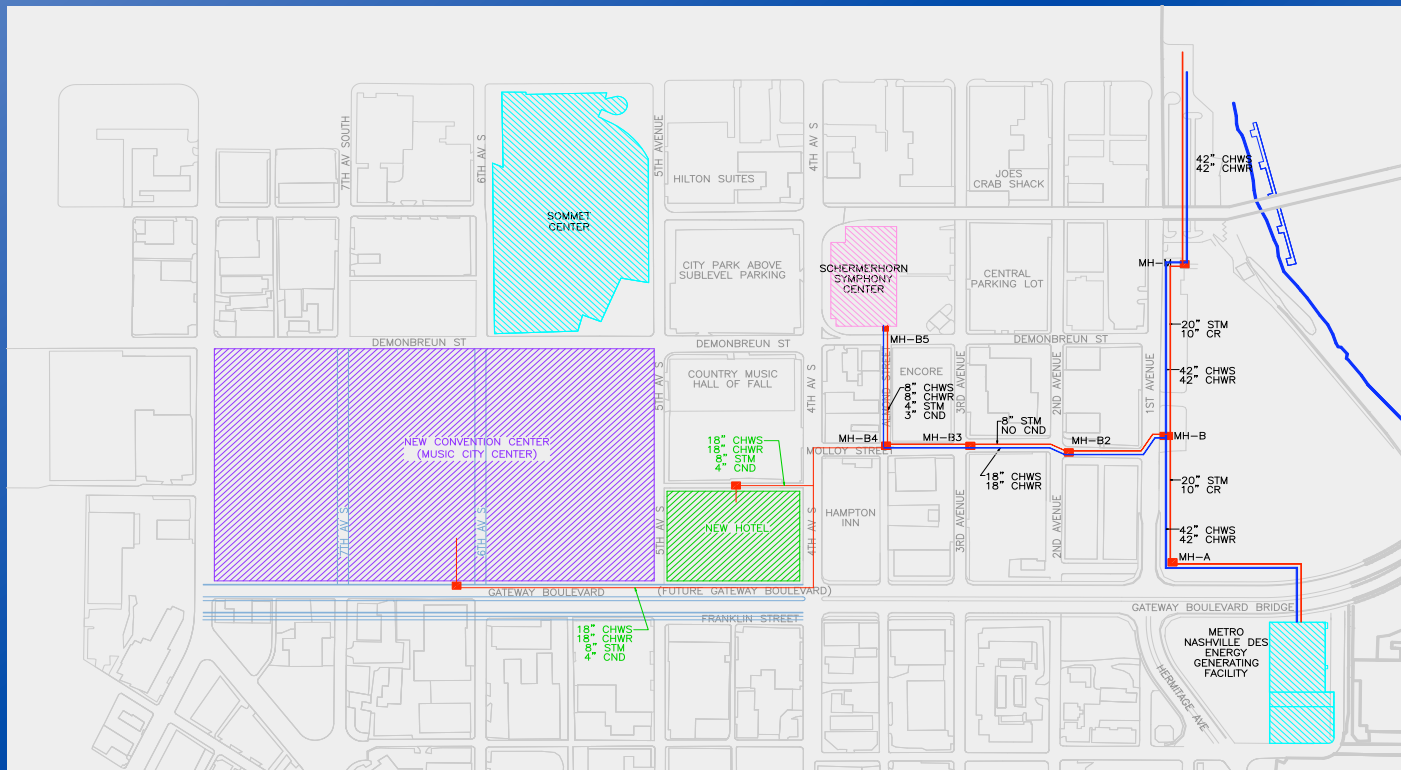 42" CHWS
42" CHWR
7TH AV SOUTH
6TH AV S
5TH AVENUE
4TH AV S
HILTON SUITES
JOES
CRAB SHACK
SOMMET
CENTER
CITY PARK ABOVE
SUBLEVEL PARKING
SCHERMERHORN
SYMPHONY
CENTER
CENTRAL
PARKING LOT
MH-M
20" STM
10" CR
DEMONBREUN ST
DEMONBREUN ST
MH-B5
DEMONBREUN ST
COUNTRY MUSIC
HALL OF FALL
5TH AV S
4TH AV S
ALMOND STREET
ENCORE
3RD AVENUE
2ND AVENUE
1ST AVENUE
42" CHWS
42" CHWR
8" CHWS
8" CHWR
4" STM
3" CND
8" STM
NO CND
NEW CONVENTION CENTER
(MUSIC CITY CENTER)
18" CHWS
18" CHWR
8" STM
4" CND
MH-B4
MH-B3
MH-B2
MH-B
MOLLOY STREET
18" CHWS
18" CHWR
20" STM
10" CR
7TH AV S
6TH AV S
5TH AV S
NEW HOTEL
4TH AV S
HAMPTON
INN
3RD AVENUE
2ND AVENUE
42" CHWS
42" CHWR
MH-A
GATEWAY BOULEVARD
(FUTURE GATEWAY BOULEVARD)
GATEWAY BOULEVARD BRIDGE
FRANKLIN STREET
18" CHWS
18" CHWR
8" STM
4" CND
METRO
NASHVILLE DES
ENERGY
GENERATING
FACILITY
HERMITAGE AVE